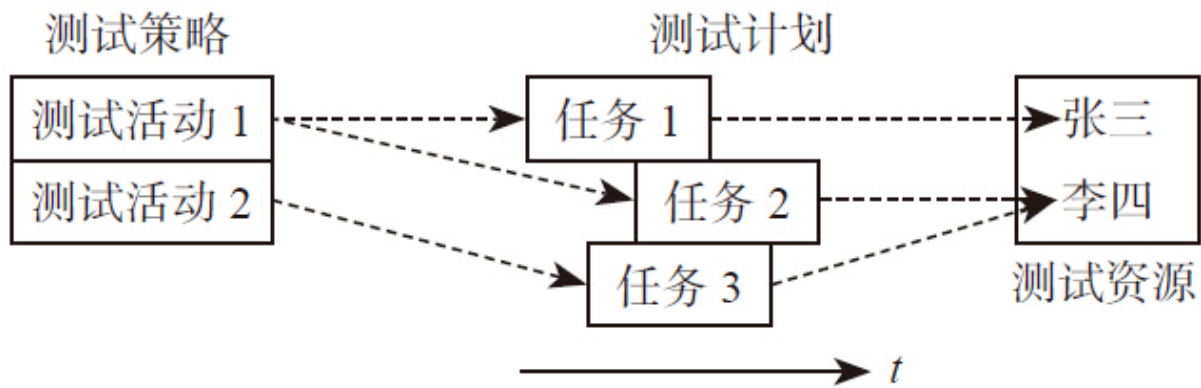 测试策略
测试计划
测试活动 1
任务 1
张三
测试活动 2
任务 2
李四
任务 3
测试资源
t